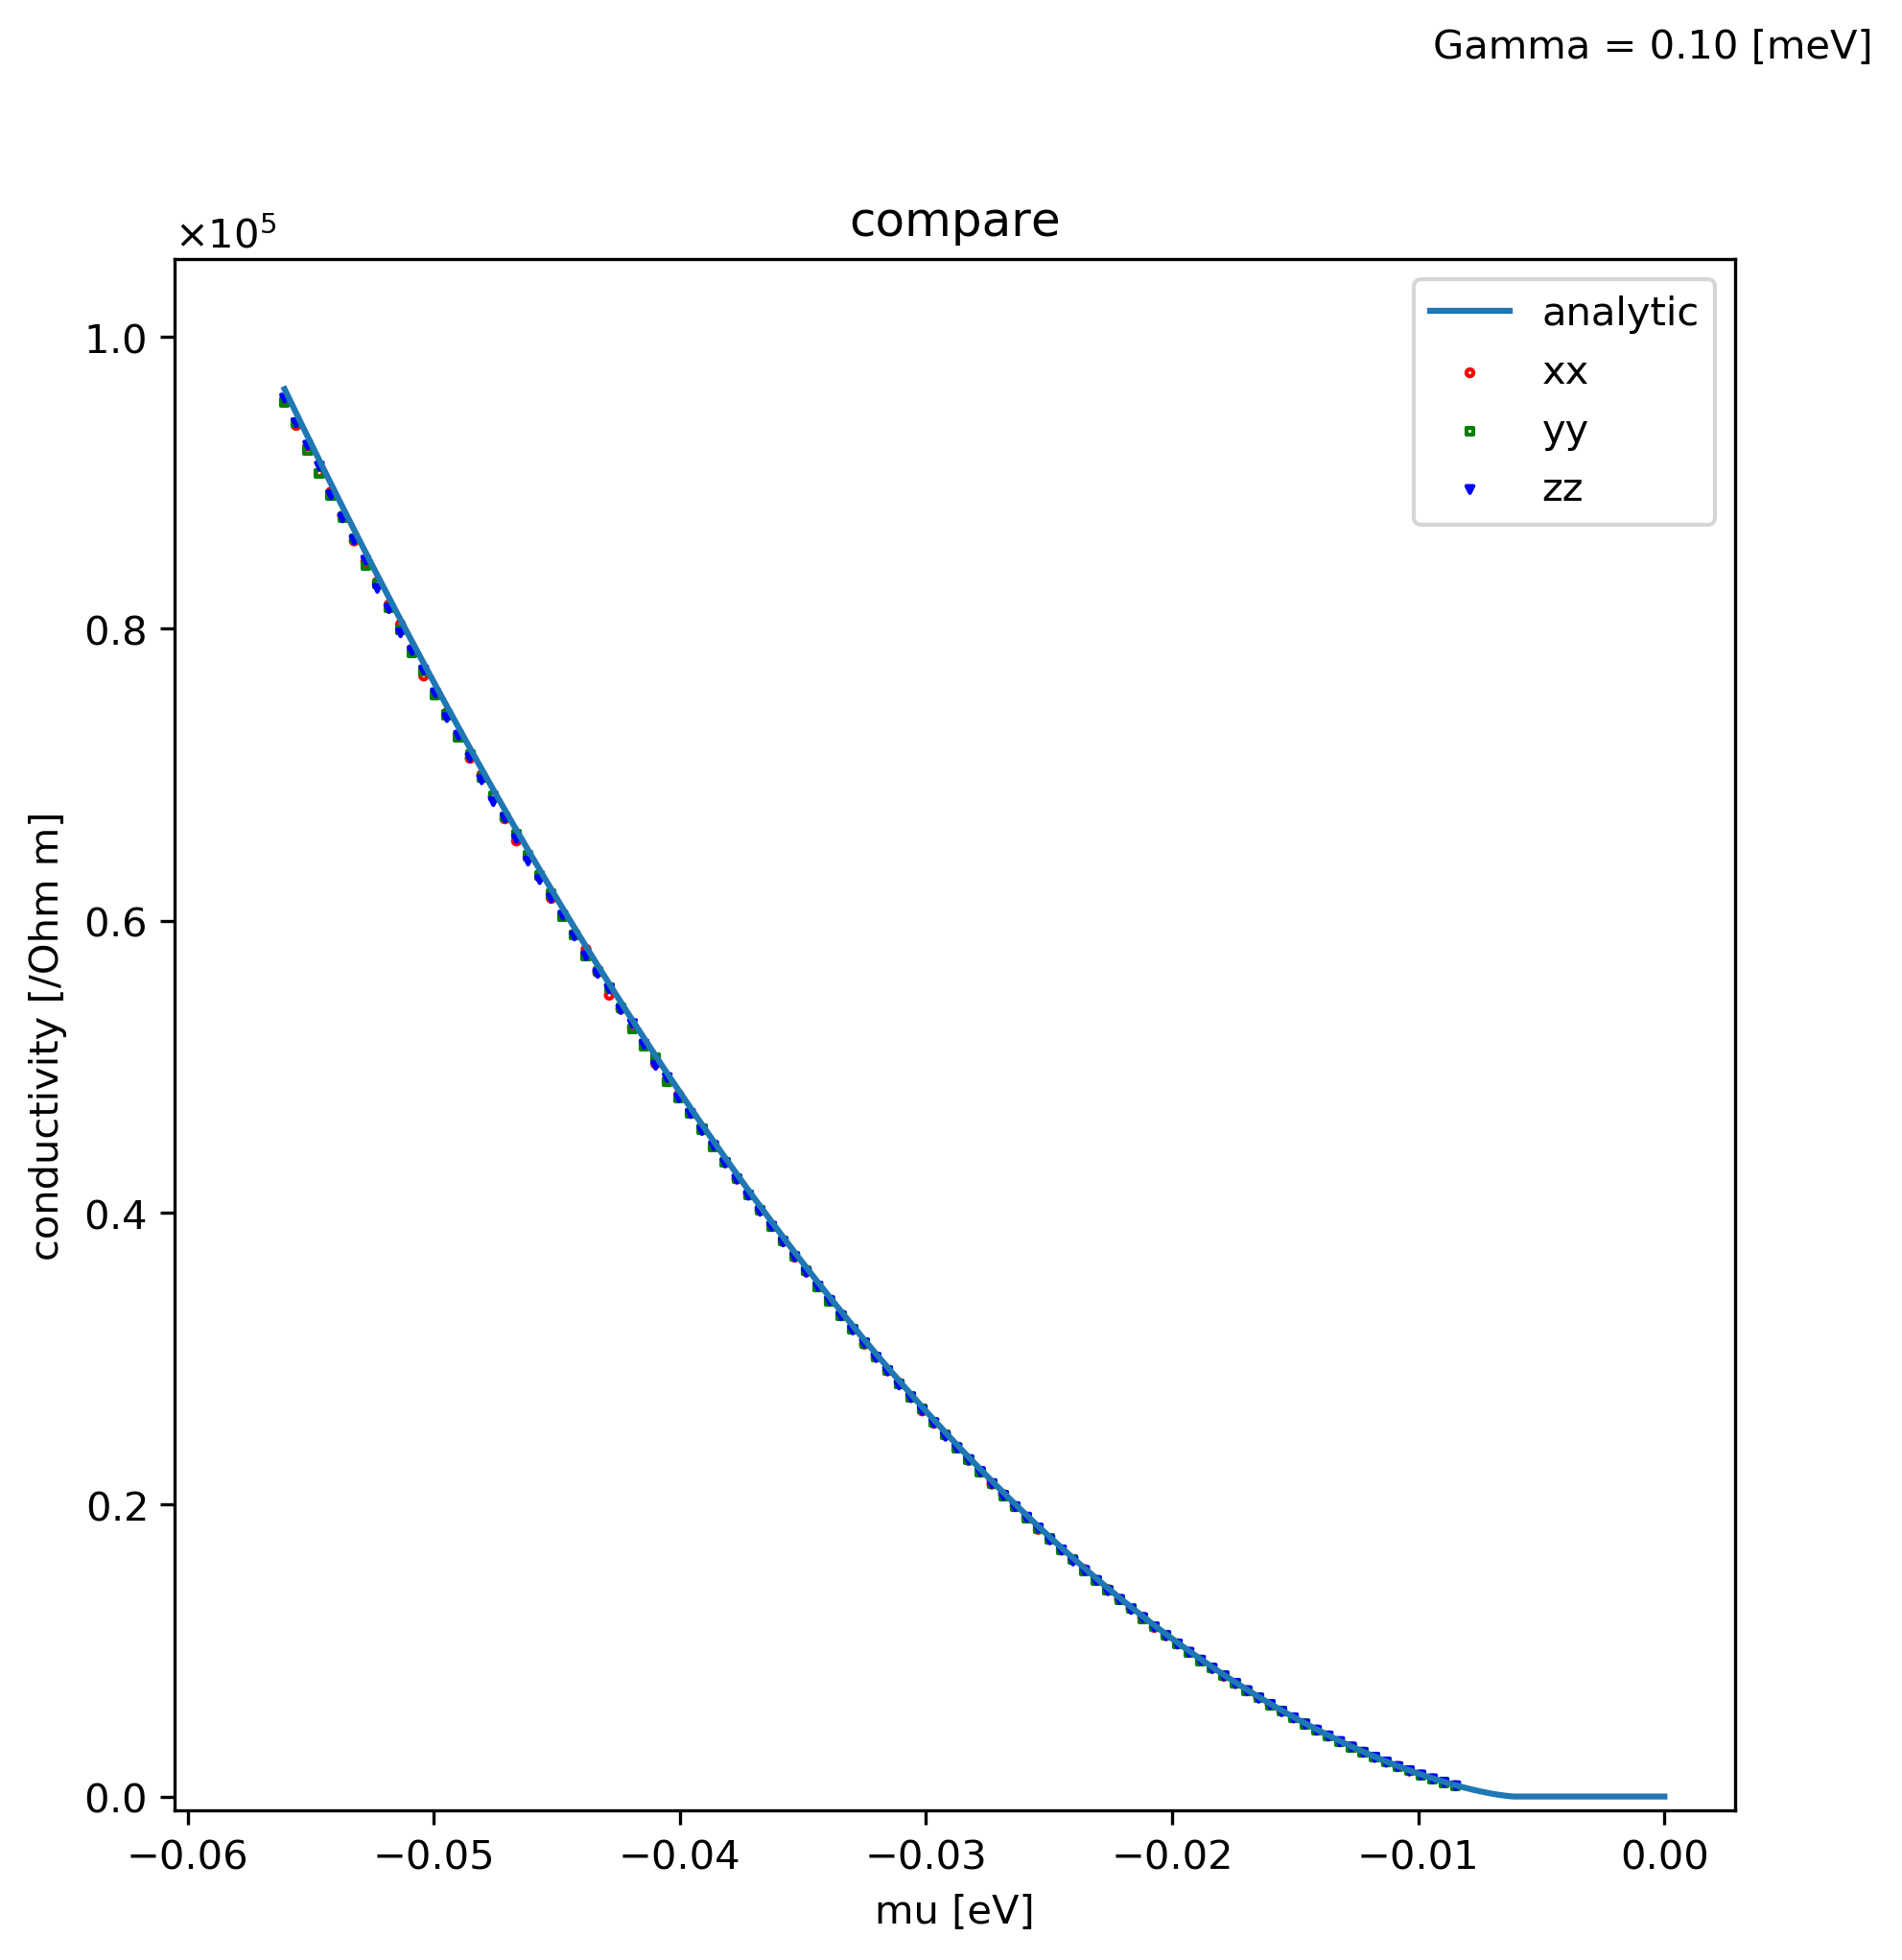 Gamma = 0.10 [meV]
compare
×10⁵
1.0
0.8
0.6
0.4
0.2
0.0
conductivity [/Ohm m]
analytic
xx
yy
zz
−0.06 −0.05 −0.04 −0.03 −0.02 −0.01 0.00
mu [eV]